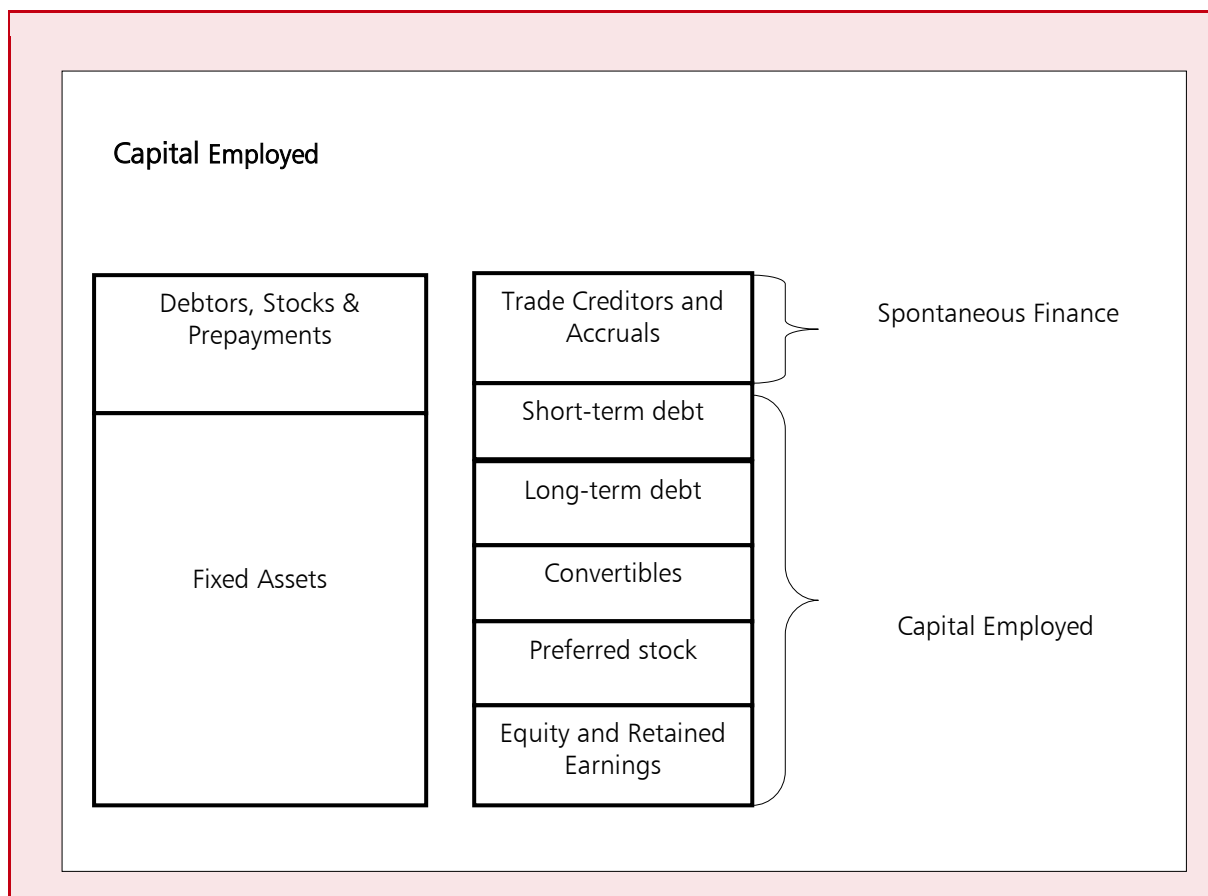 Capital Employed
Debtors, Stocks &
Prepayments
Fixed Assets
Trade Creditors and
Accruals
Short-term debt
Long-term debt
Convertibles
Preferred stock
Equity and Retained
Earnings
Spontaneous Finance
Capital Employed